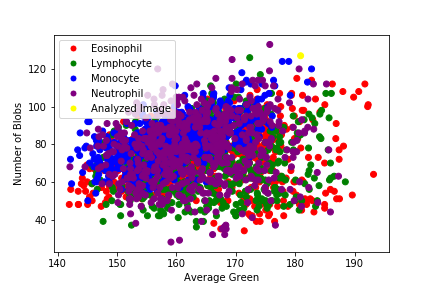 Eosinophil
Lymphocyte
Monocyte
Neutrophil
Analyzed Image
Number of Blobs
120
100
80
60
40
140
150
160
170
180
190
Average Green